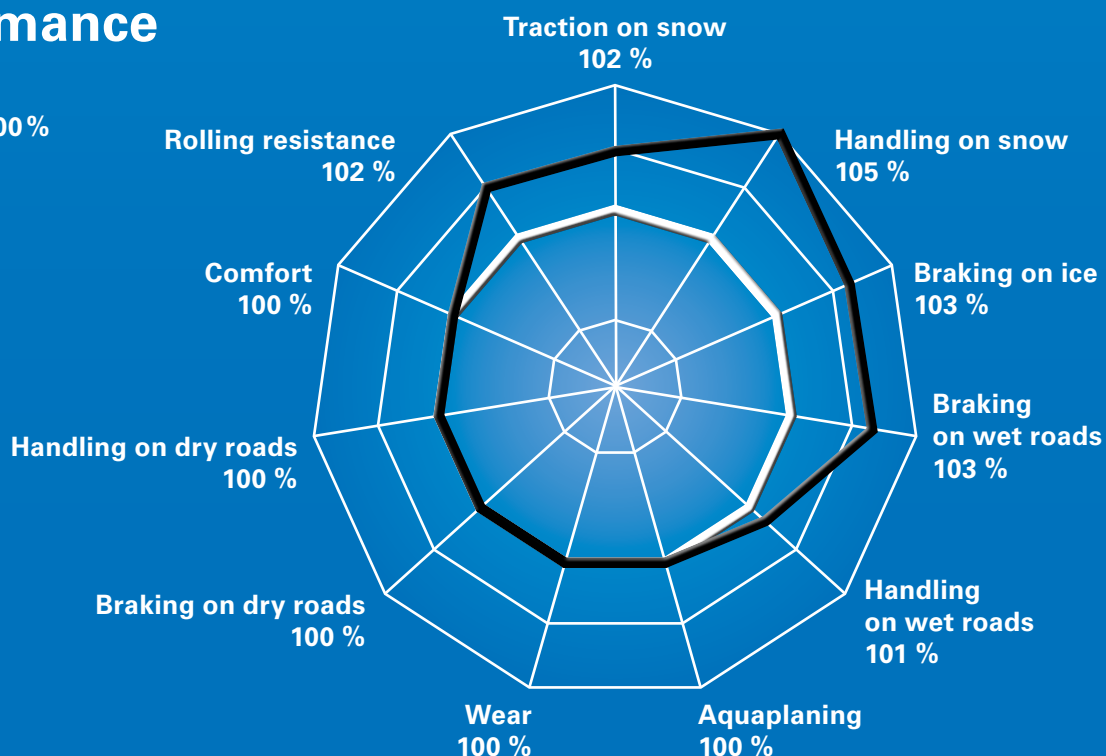 mance
00 %
Traction on snow
102 %
Handling on snow
105 %
Braking on ice
103 %
Braking
on wet roads
103 %
Handling
on wet roads
101 %
Aquaplaning
100 %
Wear
100 %
Braking on dry roads
100 %
Handling on dry roads
100 %
Comfort
100 %
Rolling resistance
102 %